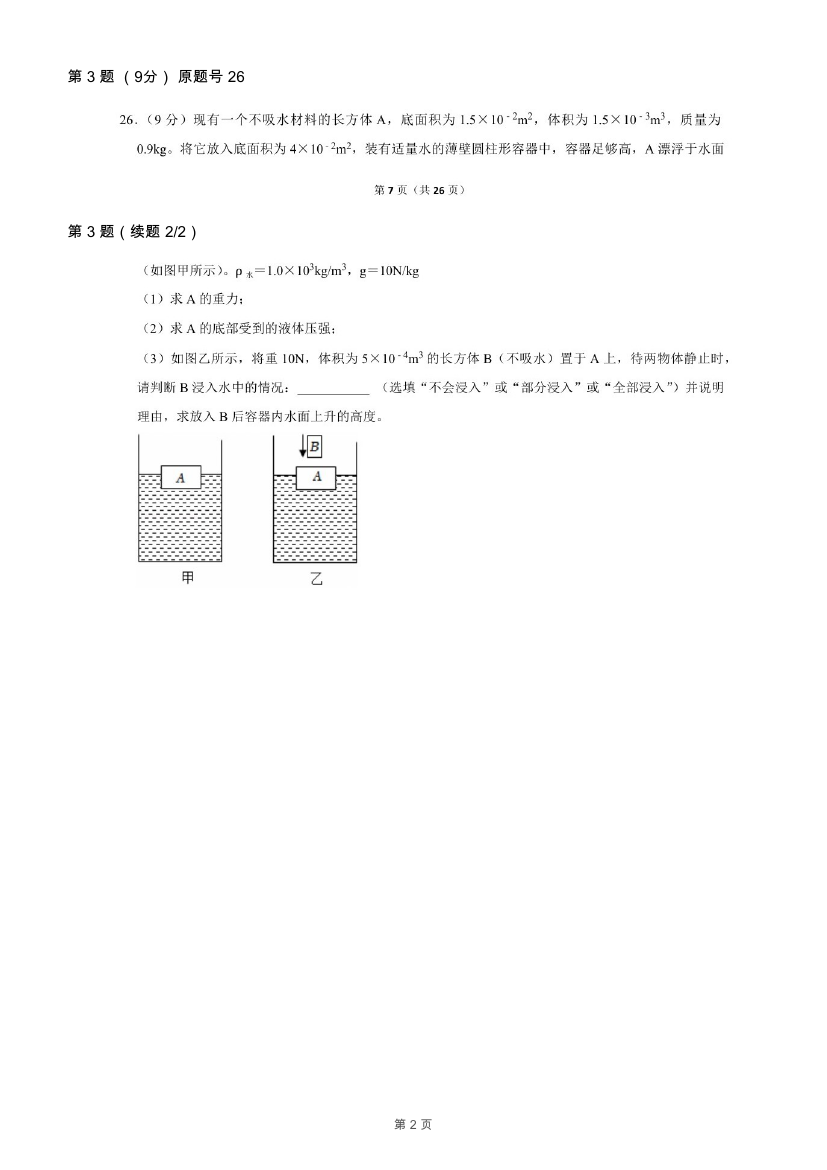 第 3 题 （ 9分 ） 原题号 26
26.（9 分）现有一个不吸水材料的长方体 A，底面积为 1.5×10﹣²m²，体积为 1.5×10﹣³m³，质量为
0.9kg。将它放入底面积为 4×10﹣²m²，装有适量水的薄壁圆柱形容器中，容器足够高，A 漂浮于水面
第 7 页（共 26 页）
第 3 题（ 续题 2/2 ）
（如图甲所示）。ρ水＝1.0×10³kg/m³，g＝10N/kg
（1）求 A 的重力；
（2）求 A 的底部受到的液体压强；
（3）如图乙所示，将重 10N，体积为 5×10﹣⁴m³ 的长方体 B（不吸水）置于 A 上，待两物体静止时，
请判断 B 浸入水中的情况：___________ （选填“不会浸入”或“部分浸入”或“全部浸入”）并说明
理由，求放入 B 后容器内水面上升的高度。
B
A A
甲 乙
第 2 页